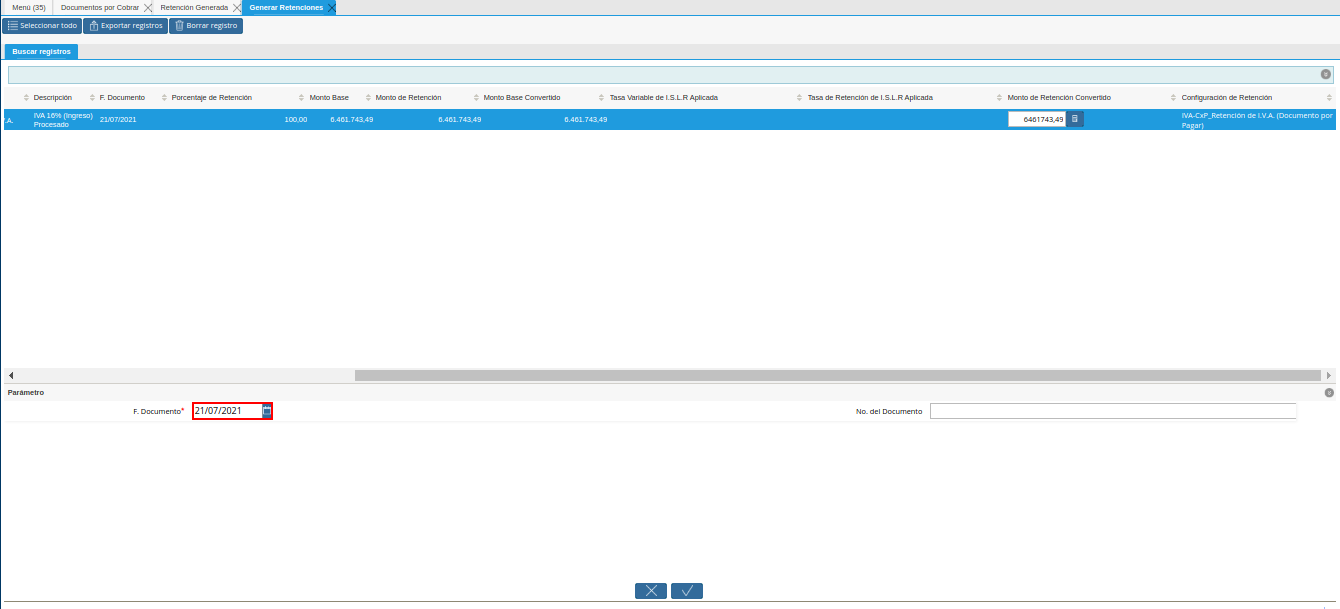 Menú (35) Documentos por Cobrar Retención Generada Generar Retenciones
Seleccionar todo Exportar registros Borrar registro
Buscar registros
Descripción F. Documento Porcentaje de Retención Monto Base Monto de Retención Monto Base Convertido Tasa Variable de I.S.L.R Aplicada Tasa de Retención de I.S.L.R Aplicada Monto de Retención Convertido Configuración de Retención
.A. IVA 16% (Ingreso) Procesado 21/07/2021 100,00 6.461.743,49 6.461.743,49 6.461.743,49 6461743,49 IVA-CxP_Retención de I.V.A. (Documento por Pagar)
Parámetro
F. Documento* 21/07/2021 No. del Documento